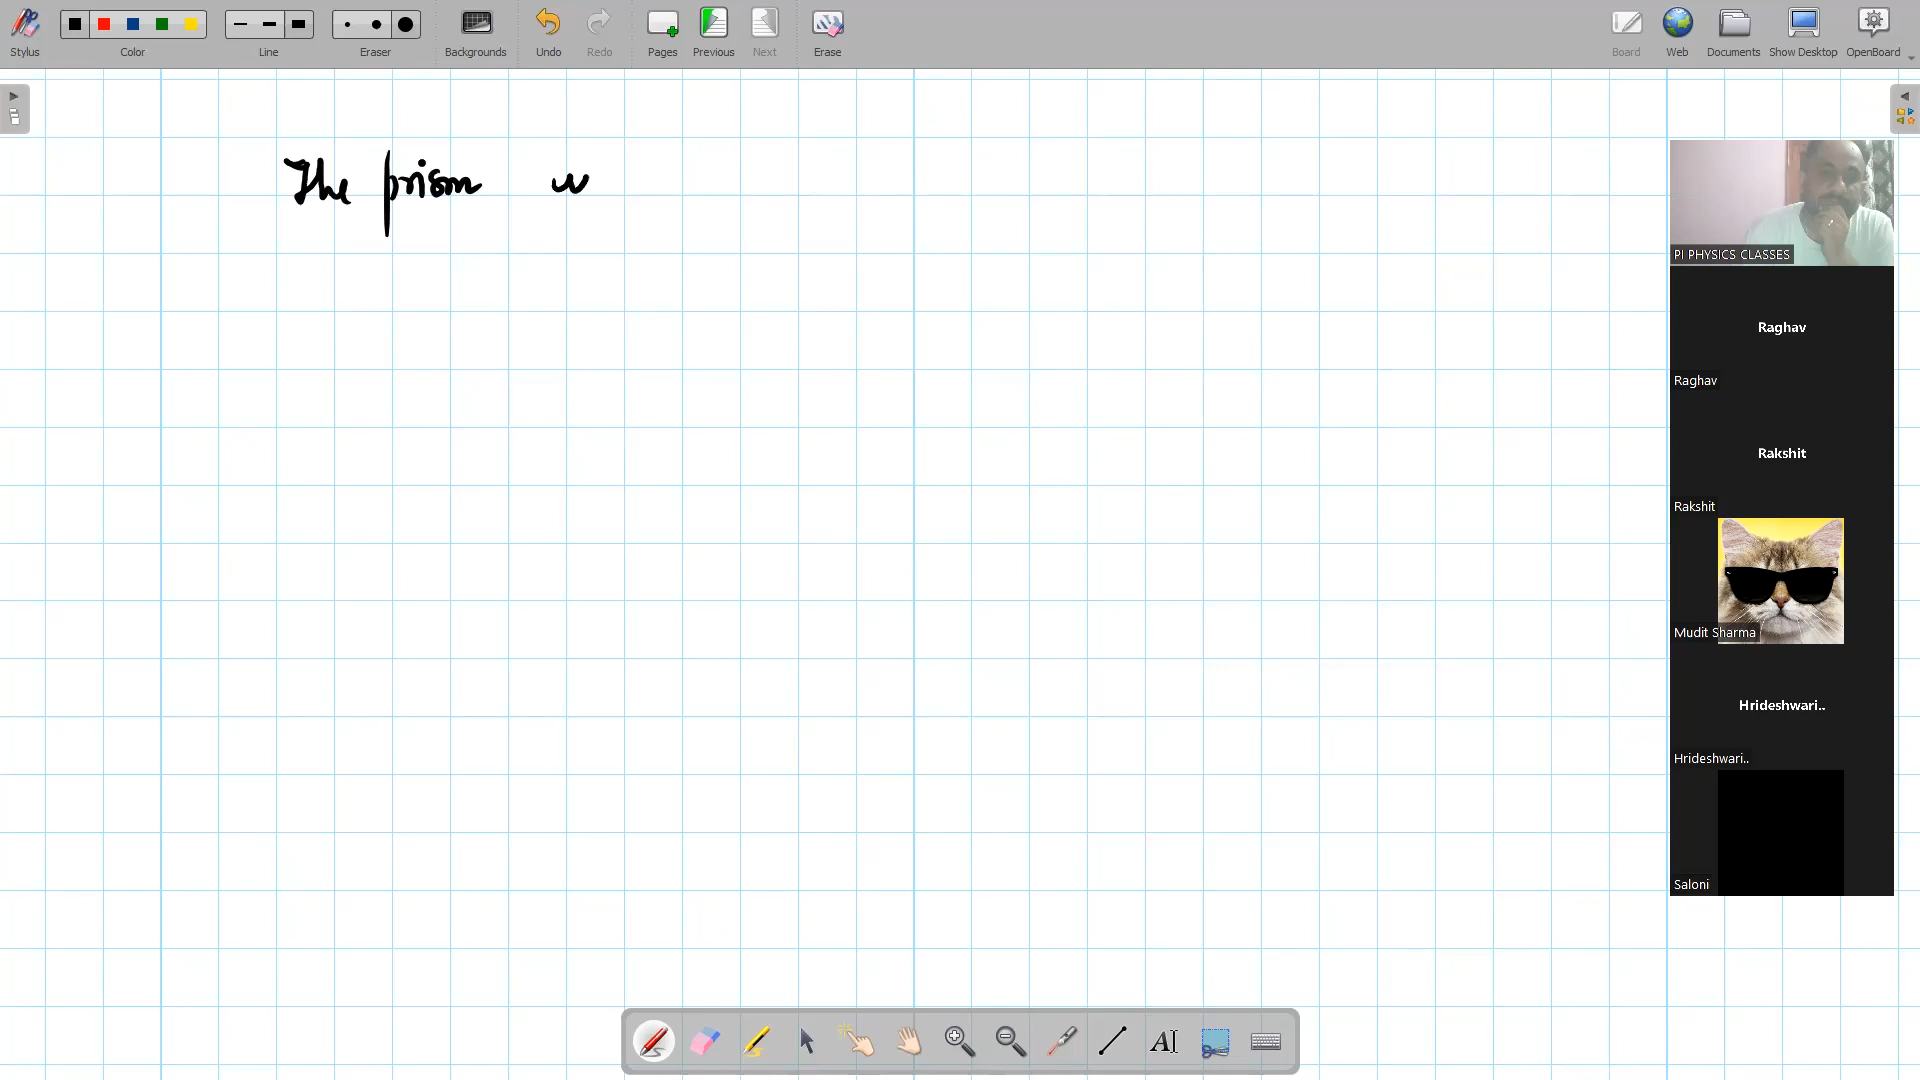 Stylus
Color
Line
Eraser
Backgrounds
Undo
Redo
Pages
Previous
Next
Erase
Board
Web
Documents
Show Desktop
OpenBoard
The prism
PI PHYSICS CLASSES
Raghav
Raghav
Rakshit
Rakshit
Mudit Sharma
Hrideshwari..
Hrideshwari..
Saloni